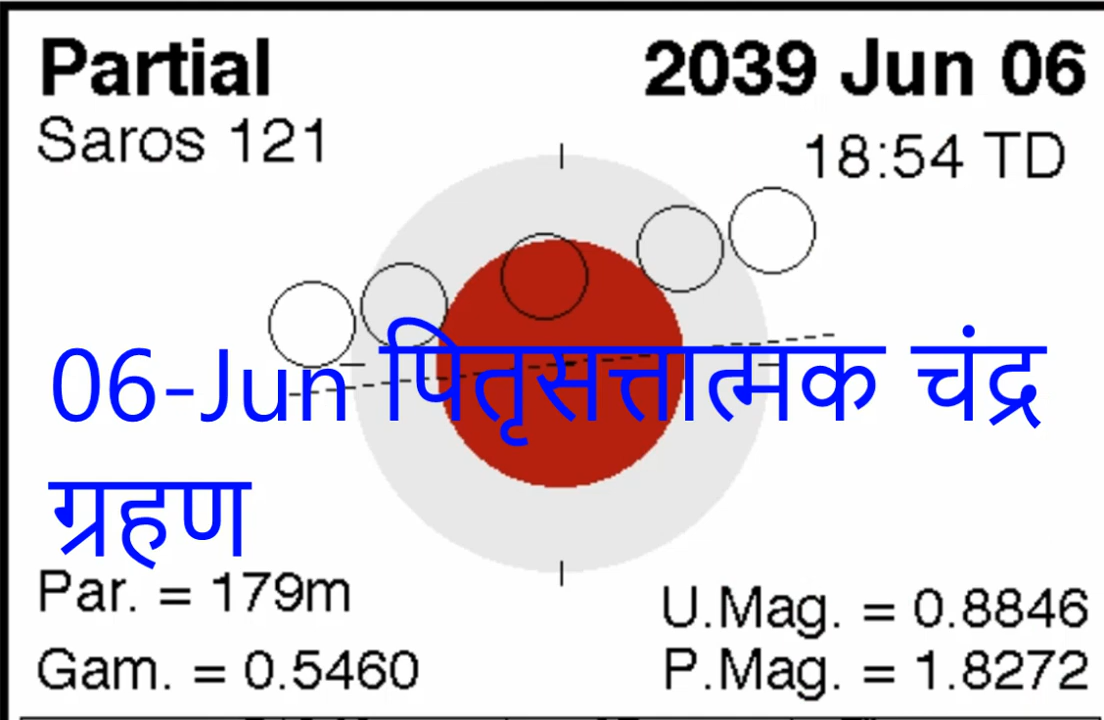 Partial 2039 Jun 06
Saros 121 18:54 TD
06-Jun पितृसत्तात्मक चंद्र
ग्रहण
Par. = 179m U.Mag. = 0.8846
Gam. = 0.5460 P.Mag. = 1.8272